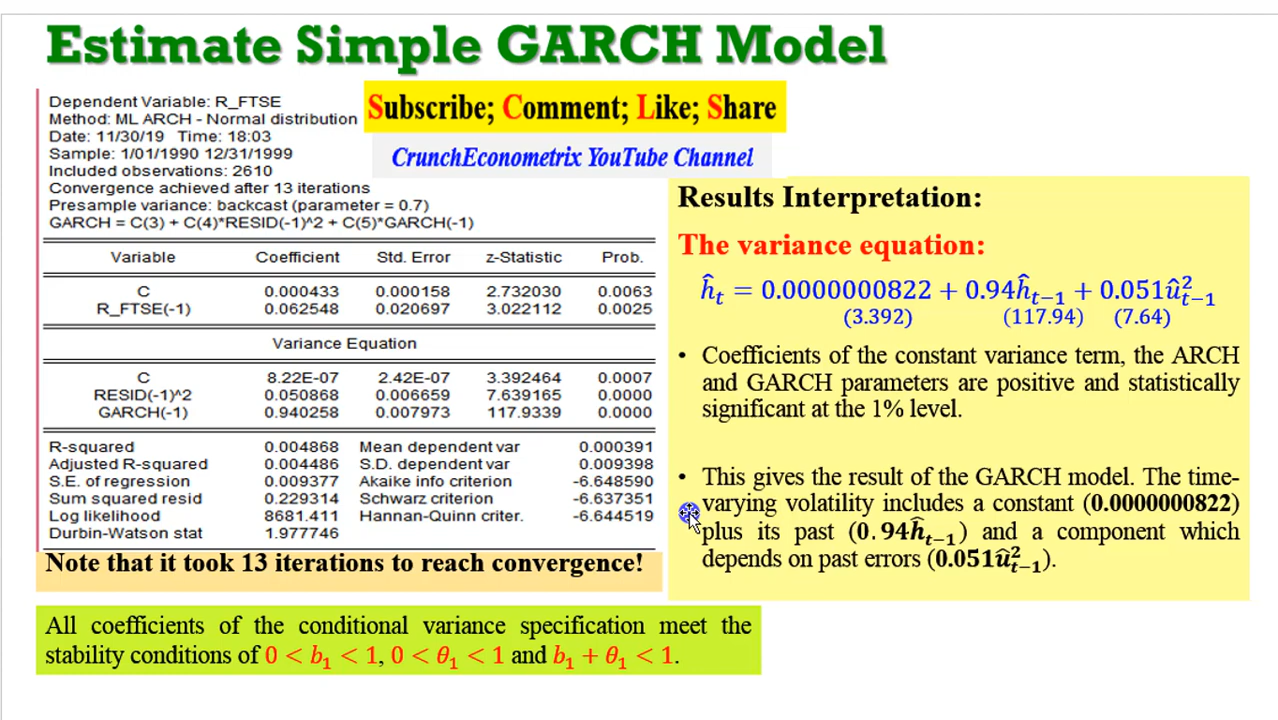 Estimate Simple GARCH Model
Dependent Variable: R_FTSE
Method: ML ARCH - Normal distribution
Date: 11/30/19 Time: 18:03
Sample: 1/01/1990 12/31/1999
Included observations: 2610
Convergence achieved after 13 iterations
Presample variance: backcast (parameter = 0.7)
GARCH = C(3) + C(4)*RESID(-1)^2 + C(5)*GARCH(-1)
Variable Coefficient Std. Error z-Statistic Prob.
C 0.000433 0.000158 2.732030 0.0063
R_FTSE(-1) 0.062548 0.020697 3.022112 0.0025
Variance Equation
C 8.22E-07 2.42E-07 3.392464 0.0007
RESID(-1)^2 0.050868 0.006659 7.639165 0.0000
GARCH(-1) 0.940258 0.007973 117.9339 0.0000
R-squared 0.004868 Mean dependent var 0.000391
Adjusted R-squared 0.004486 S.D. dependent var 0.009398
S.E. of regression 0.009377 Akaike info criterion -6.648590
Sum squared resid 0.229314 Schwarz criterion -6.637351
Log likelihood 8681.411 Hannan-Quinn criter. -6.644519
Durbin-Watson stat 1.977746
Note that it took 13 iterations to reach convergence!
Subscribe; Comment; Like; Share
CrunchEconometrix YouTube Channel
Results Interpretation:
The variance equation:
ĥₜ = 0.0000000822 + 0.94ĥₜ₋₁ + 0.051û²ₜ₋₁
(3.392) (117.94) (7.64)
• Coefficients of the constant variance term, the ARCH
and GARCH parameters are positive and statistically
significant at the 1% level.
• This gives the result of the GARCH model. The time-
varying volatility includes a constant (0.0000000822)
plus its past (0.94ĥₜ₋₁) and a component which
depends on past errors (0.051û²ₜ₋₁).
All coefficients of the conditional variance specification meet the
stability conditions of 0 < b₁ < 1, 0 < θ₁ < 1 and b₁ + θ₁ < 1.